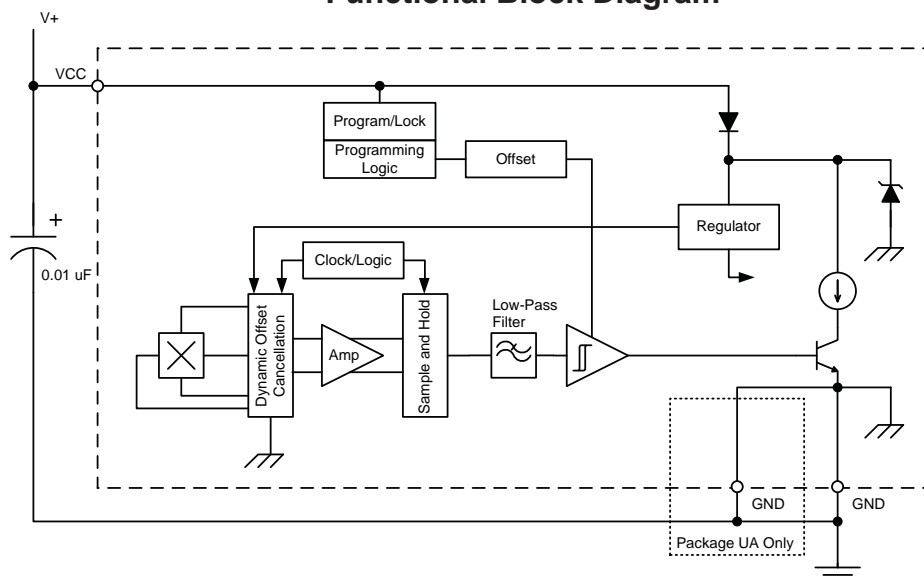 Functional Block Diagram
V+
VCC
Program/Lock
Programming
Logic
Offset
Regulator
+
0.01 uF
Clock/Logic
Low-Pass
Filter
Dynamic Offset
Cancellation
Amp
Sample and Hold
GND
GND
Package UA Only